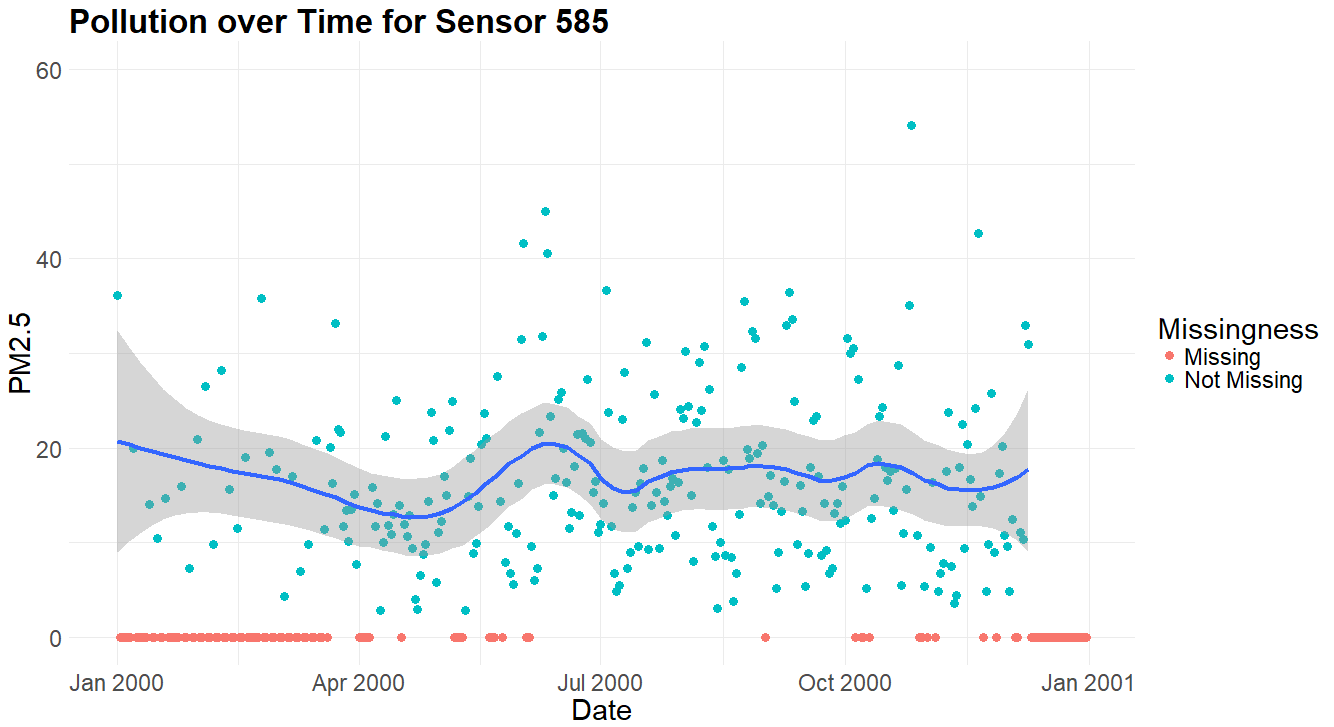 Pollution over Time for Sensor 585
60
40
20
0
PM2.5
Jan 2000 Apr 2000 Jul 2000 Oct 2000 Jan 2001
Date
Missingness
Missing
Not Missing